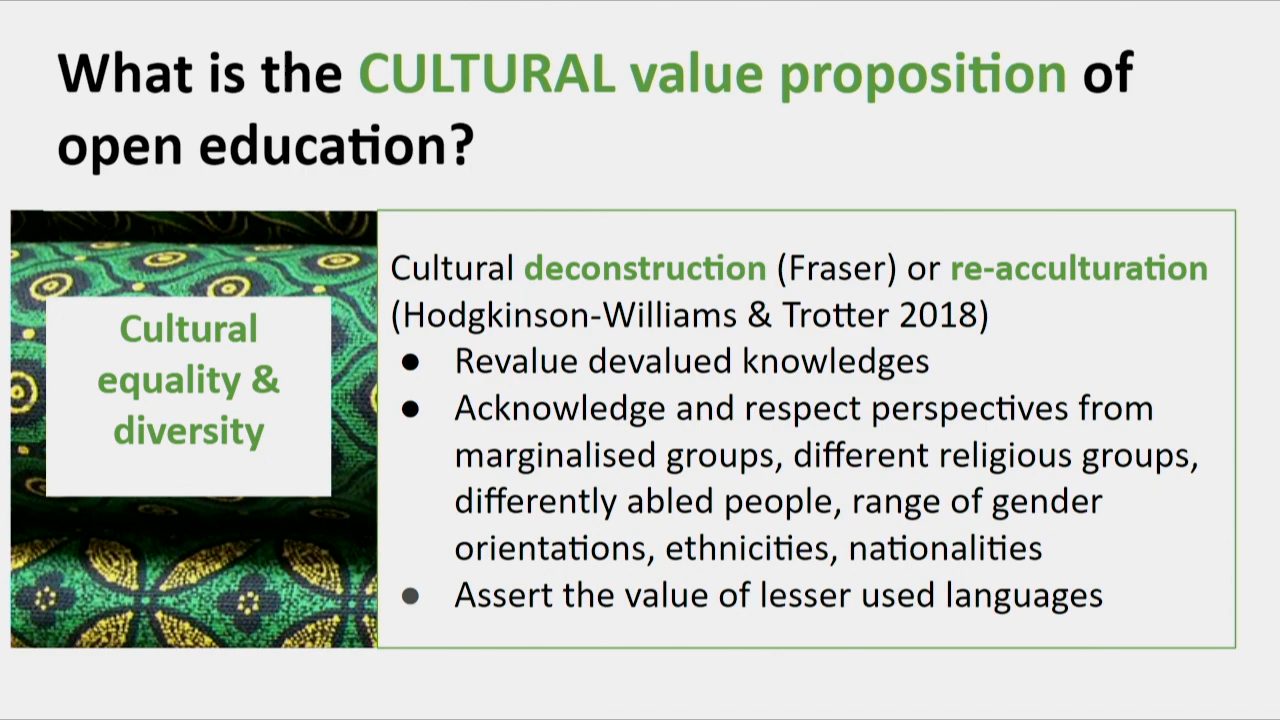 What is the CULTURAL value proposition of
open education?
Cultural
equality &
diversity
Cultural deconstruction (Fraser) or re-acculturation
(Hodgkinson-Williams & Trotter 2018)
● Revalue devalued knowledges
● Acknowledge and respect perspectives from
marginalised groups, different religious groups,
differently abled people, range of gender
orientations, ethnicities, nationalities
● Assert the value of lesser used languages